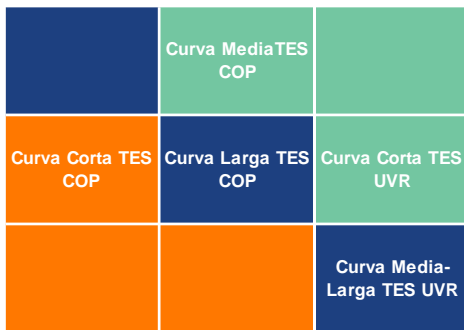 Curva MediaTES
COP
Curva Corta TES
COP
Curva Larga TES
COP
Curva Corta TES
UVR
Curva Media-
Larga TES UVR